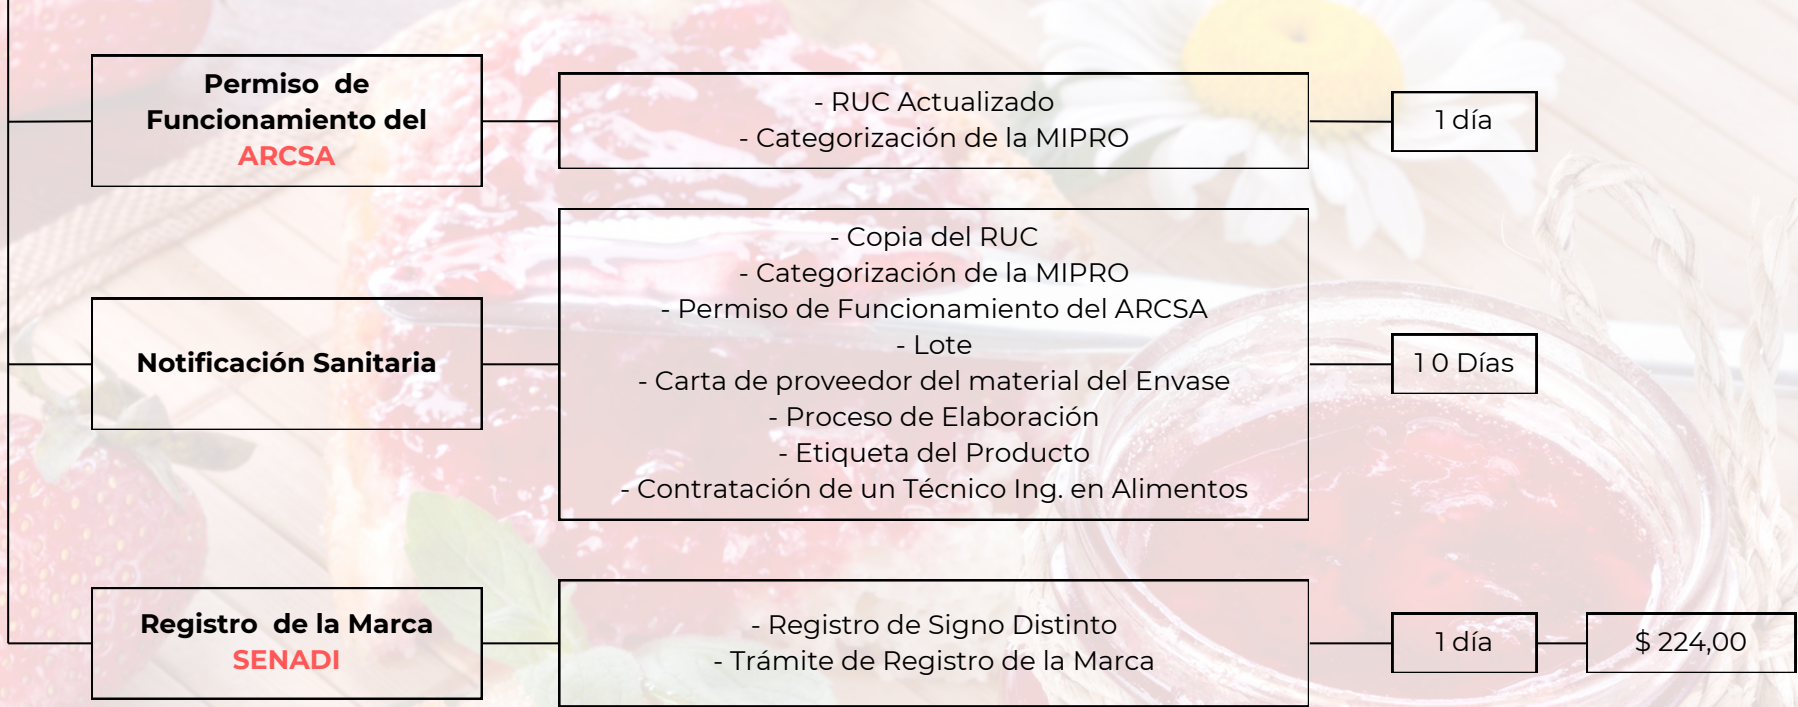 Permiso de
Funcionamiento del
ARCSA
- RUC Actualizado
- Categorización de la MIPRO
1 día
Notificación Sanitaria
- Copia del RUC
- Categorización de la MIPRO
- Permiso de Funcionamiento del ARCSA
- Lote
- Carta de proveedor del material del Envase
- Proceso de Elaboración
- Etiqueta del Producto
- Contratación de un Técnico Ing. en Alimentos
1 0 Días
Registro de la Marca
SENADI
- Registro de Signo Distinto
- Trámite de Registro de la Marca
1 día
$ 224,00